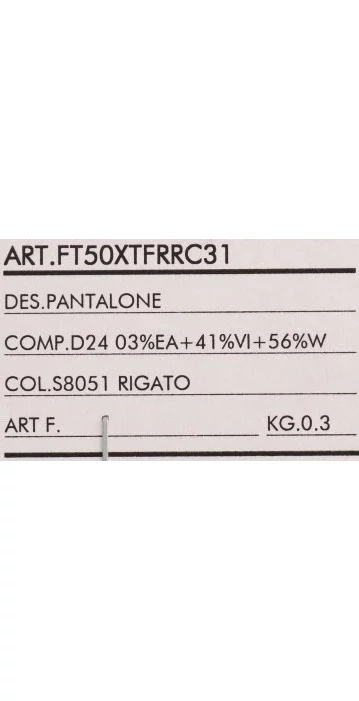 ART.FT50XTFRRC31
DES.PANTALONE
COMP.D24 03%EA+41%VI+56%W
COL.S8051 RIGATO
ART F. KG.0.3